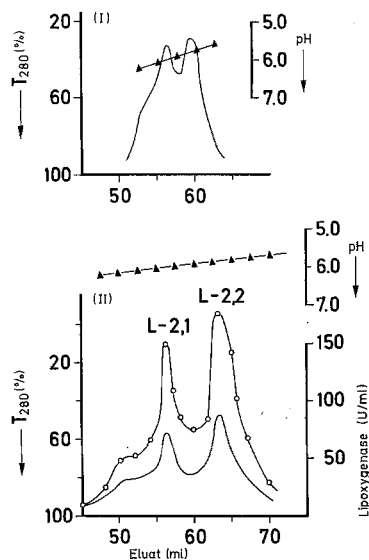 20
(I)
5.0
pH
6.0
7.0
T280(%)
60
100
50
60
5.0
pH
6.0
7.0
(II)
L-2,1
L-2,2
20
150
T280(%)
100
60
50
100
Lipoxygenase (U/ml)
50
60
70
Eluat (ml)